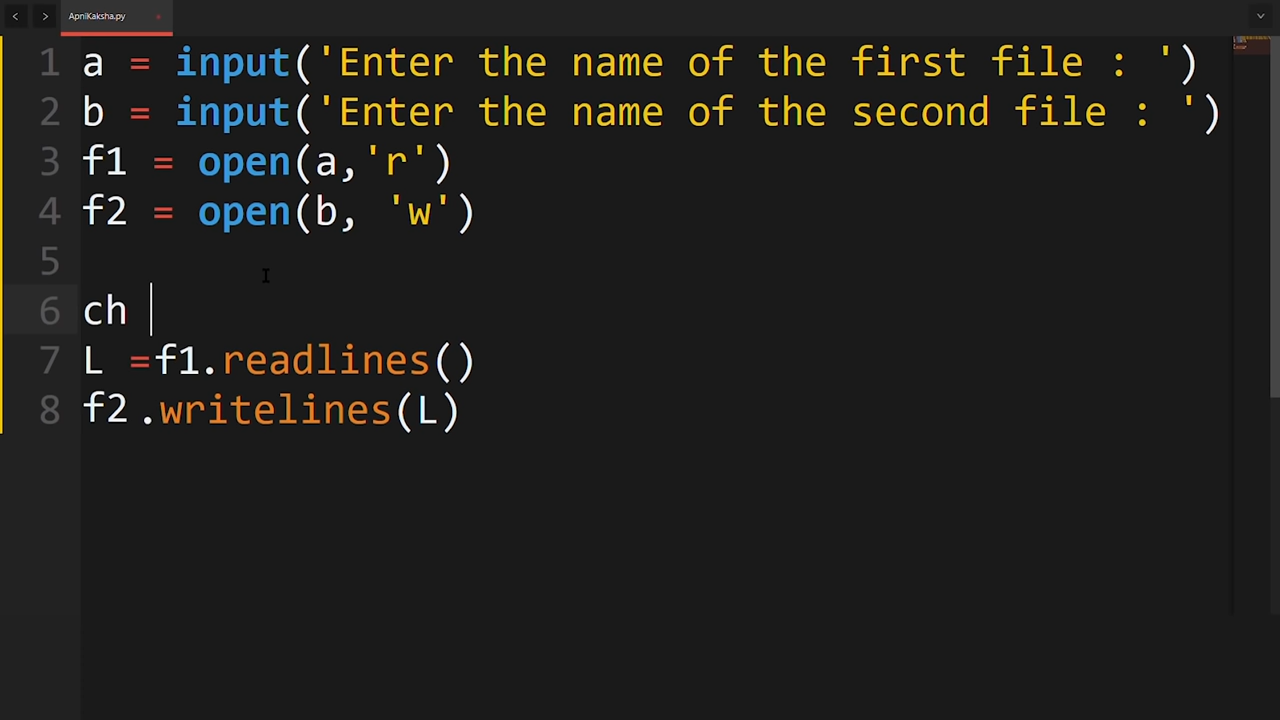 ApniKaksha.py
1 a = input('Enter the name of the first file : ')
2 b = input('Enter the name of the second file : ')
3 f1 = open(a,'r')
4 f2 = open(b, 'w')
5
6 ch
7 L =f1.readlines()
8 f2.writelines(L)